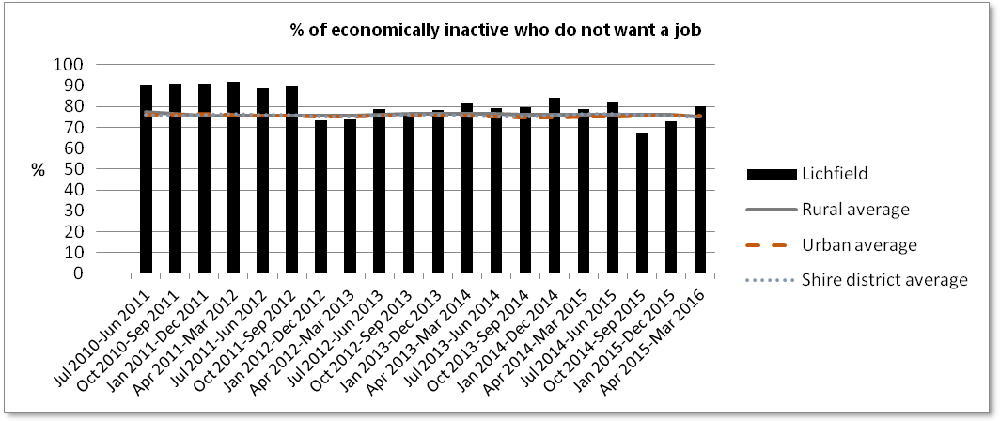 % of economically inactive who do not want a job
100
90
80
70
60
50
40
30
20
10
0
%
Jul 2010-Jun 2011
Oct 2010-Sep 2011
Jan 2011-Dec 2011
Apr 2011-Mar 2012
Jul 2011-Jun 2012
Oct 2011-Sep 2012
Jan 2012-Dec 2012
Apr 2012-Mar 2013
Jul 2012-Jun 2013
Oct 2012-Sep 2013
Jan 2013-Dec 2013
Apr 2013-Mar 2014
Jul 2013-Jun 2014
Oct 2013-Sep 2014
Jan 2014-Dec 2014
Apr 2014-Mar 2015
Jul 2014-Jun 2015
Oct 2014-Sep 2015
Jan 2015-Dec 2015
Apr 2015-Mar 2016
Lichfield
Rural average
Urban average
Shire district average